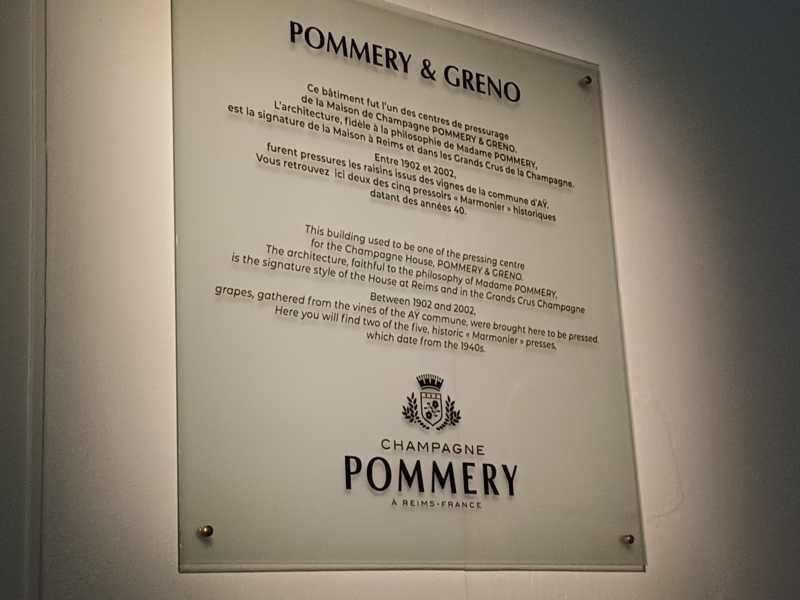 POMMERY & GRENO
Ce bâtiment fut l'un des centres de pressurage
de la Maison de Champagne POMMERY & GRENO.
L'architecture, fidèle à la philosophie de Madame POMMERY,
est la signature de la Maison à Reims et dans les Grands Crus de la Champagne.
Entre 1902 et 2002,
furent pressures les raisins issus des vignes de la commune d'AŸ.
Vous retrouvez ici deux des cinq pressoirs « Marmonier » historiques
datant des années 40.
This building used to be one of the pressing centre
for the Champagne House, POMMERY & GRENO.
The architecture, faithful to the philosophy of Madame POMMERY,
is the signature style of the House at Reims and in the Grands Crus Champagne
Between 1902 and 2002,
grapes, gathered from the vines of the AŸ commune, were brought here to be pressed.
Here you will find two of the five, historic « Marmonier » presses,
which date from the 1940s.
CHAMPAGNE
POMMERY
À REIMS-FRANCE